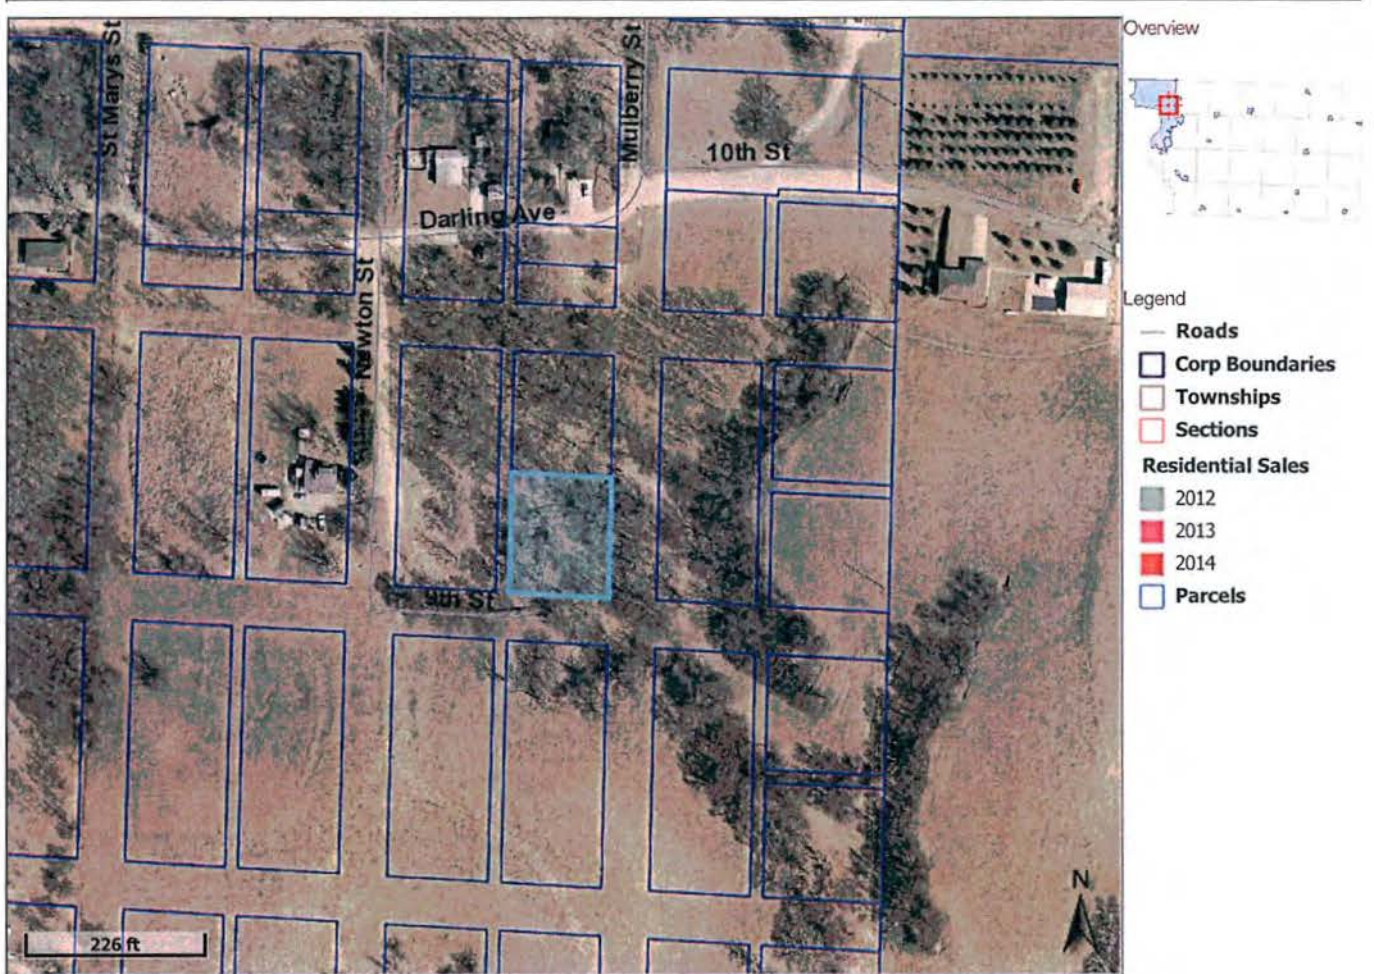 Overview
St Marys St
Mulberry St
10th St
Darling Ave
Newton St
9th St
226 ft
N
Legend
Roads
Corp Boundaries
Townships
Sections
Residential Sales
2012
2013
2014
Parcels